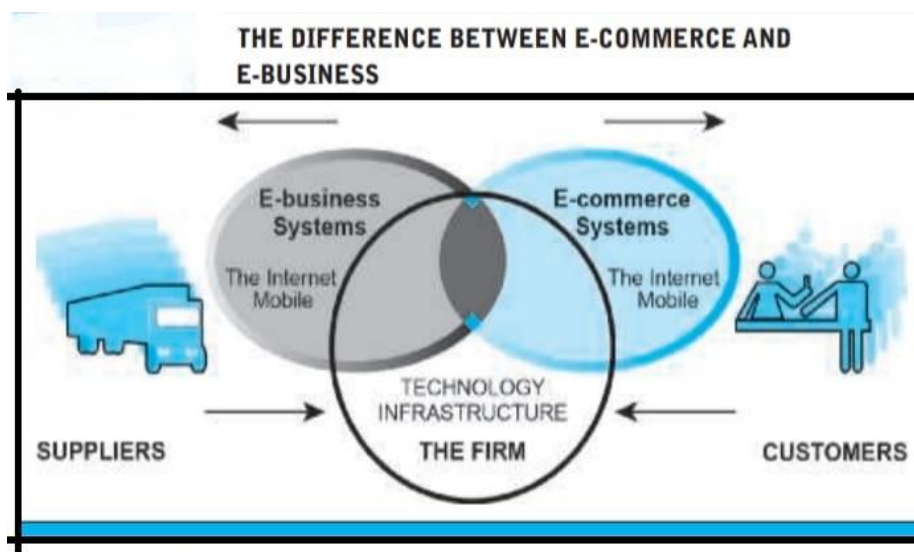 THE DIFFERENCE BETWEEN E-COMMERCE AND
E-BUSINESS
E-business
Systems
The Internet
Mobile
E-commerce
Systems
The Internet
Mobile
TECHNOLOGY
INFRASTRUCTURE
THE FIRM
SUPPLIERS
CUSTOMERS